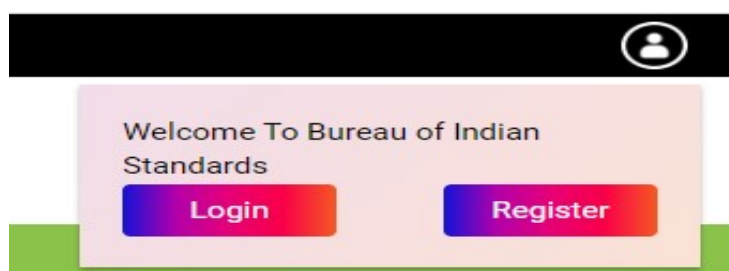 Welcome To Bureau of Indian
Standards
Login
Register